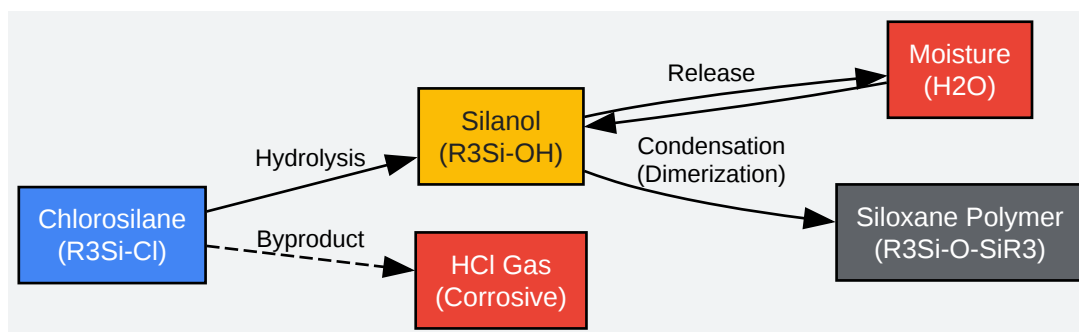 Chlorosilane
(R3Si-Cl)
Hydrolysis
Byproduct
Silanol
(R3Si-OH)
HCl Gas
(Corrosive)
Release
Condensation
(Dimerization)
Moisture
(H2O)
Siloxane Polymer
(R3Si-O-SiR3)